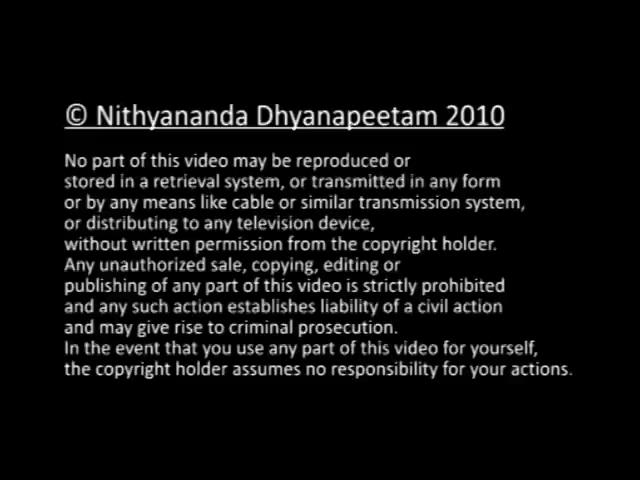 © Nithyananda Dhyanapeetam 2010
No part of this video may be reproduced or
stored in a retrieval system, or transmitted in any form
or by any means like cable or similar transmission system,
or distributing to any television device,
without written permission from the copyright holder.
Any unauthorized sale, copying, editing or
publishing of any part of this video is strictly prohibited
and any such action establishes liability of a civil action
and may give rise to criminal prosecution.
In the event that you use any part of this video for yourself,
the copyright holder assumes no responsibility for your actions.